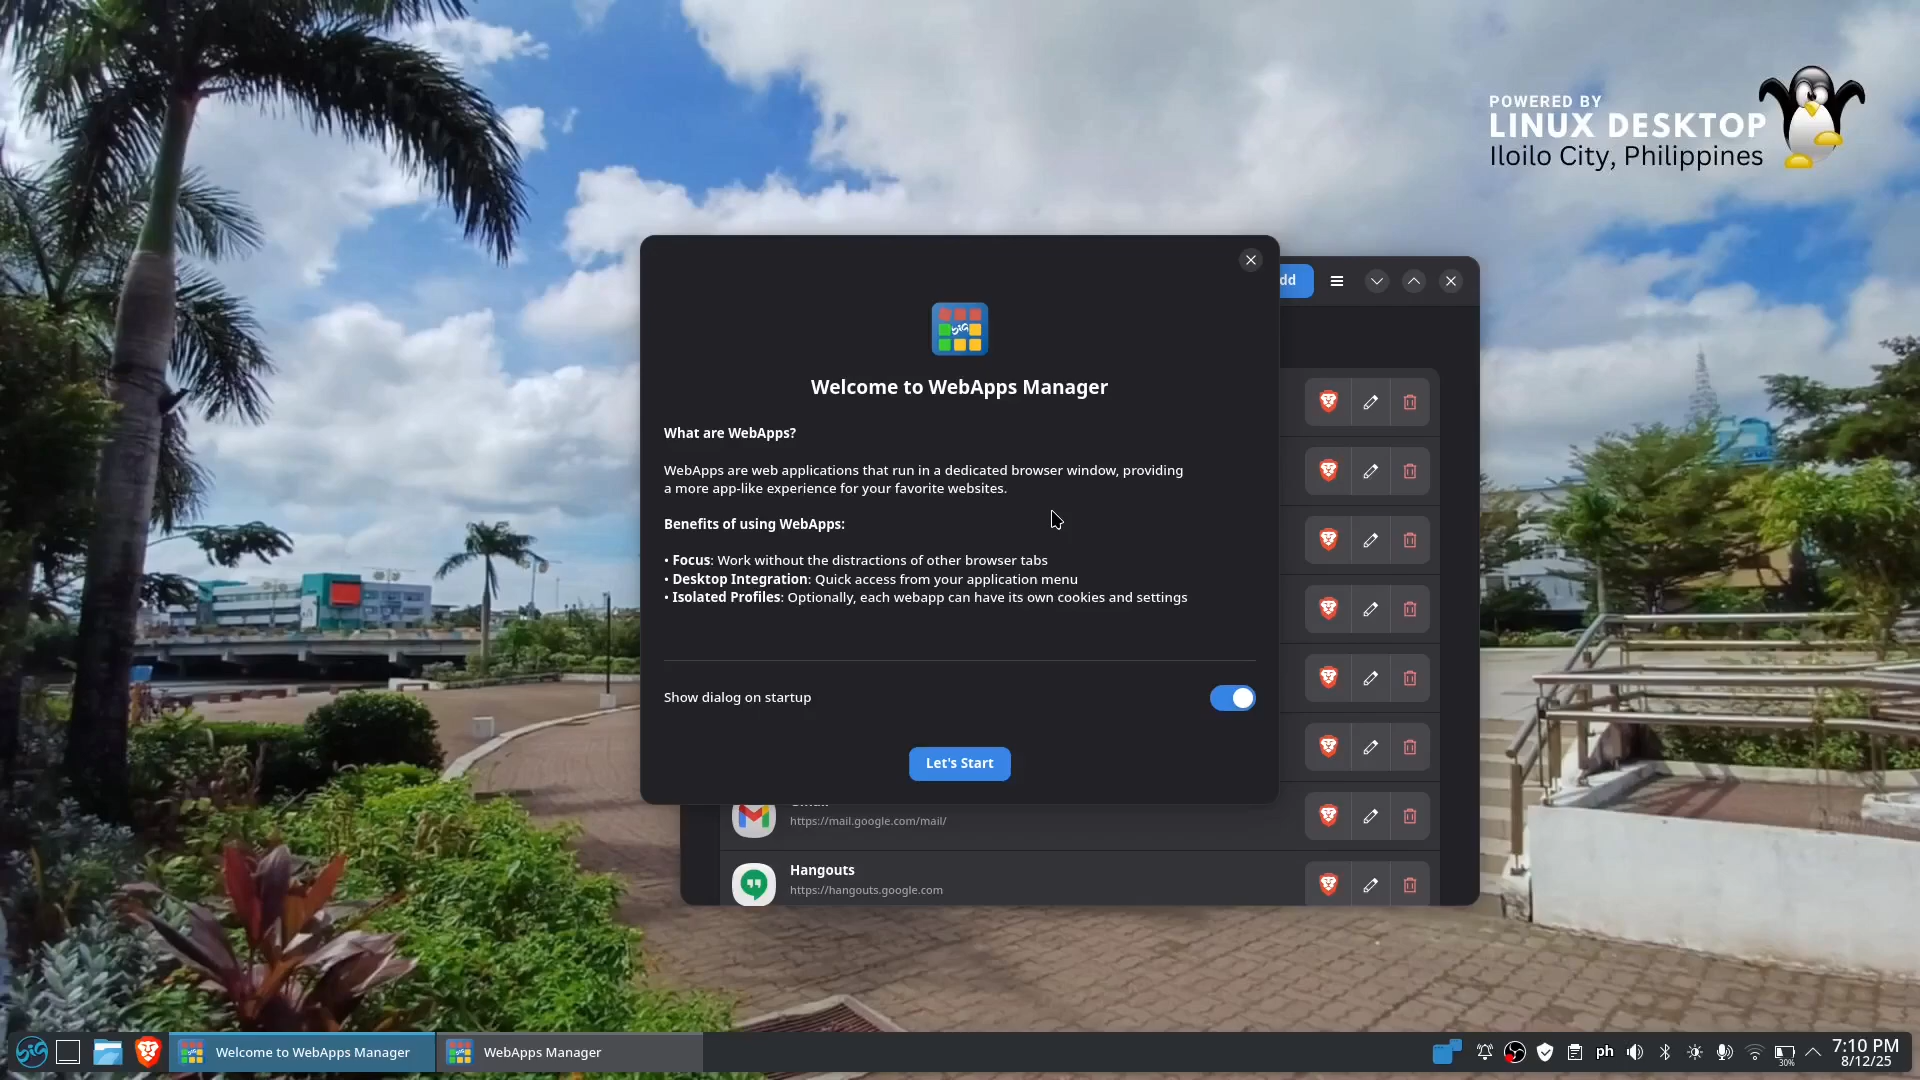 POWERED BY
LINUX DESKTOP
Iloilo City, Philippines
dd
Welcome to WebApps Manager
What are WebApps?
WebApps are web applications that run in a dedicated browser window, providing
a more app-like experience for your favorite websites.
Benefits of using WebApps:
• Focus: Work without the distractions of other browser tabs
• Desktop Integration: Quick access from your application menu
• Isolated Profiles: Optionally, each webapp can have its own cookies and settings
Show dialog on startup
Let's Start
https://mail.google.com/mail/
Hangouts
https://hangouts.google.com
Welcome to WebApps Manager
WebApps Manager
ph
30%
7:10 PM
8/12/25